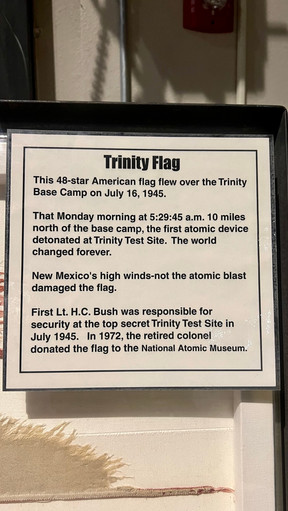 Trinity Flag
This 48-star American flag flew over the Trinity
Base Camp on July 16, 1945.
That Monday morning at 5:29:45 a.m. 10 miles
north of the base camp, the first atomic device
detonated at Trinity Test Site. The world
changed forever.
New Mexico's high winds-not the atomic blast
damaged the flag.
First Lt. H.C. Bush was responsible for
security at the top secret Trinity Test Site in
July 1945. In 1972, the retired colonel
donated the flag to the National Atomic Museum.